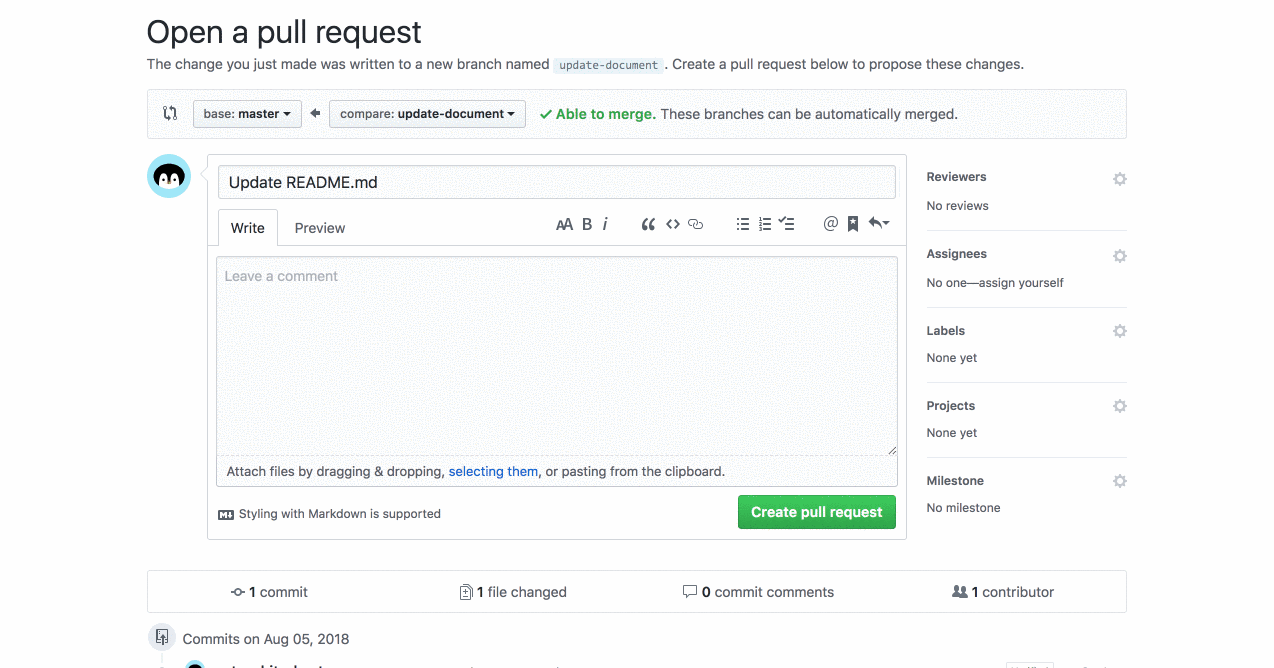 Open a pull request
The change you just made was written to a new branch named update-document. Create a pull request below to propose these changes.
base: master compare: update-document Able to merge. These branches can be automatically merged.
Update README.md
Write Preview AA B i @
Leave a comment
Attach files by dragging & dropping, selecting them, or pasting from the clipboard.
Styling with Markdown is supported Create pull request
Reviewers
No reviews
Assignees
No one—assign yourself
Labels
None yet
Projects
None yet
Milestone
No milestone
1 commit 1 file changed 0 commit comments 1 contributor
Commits on Aug 05, 2018